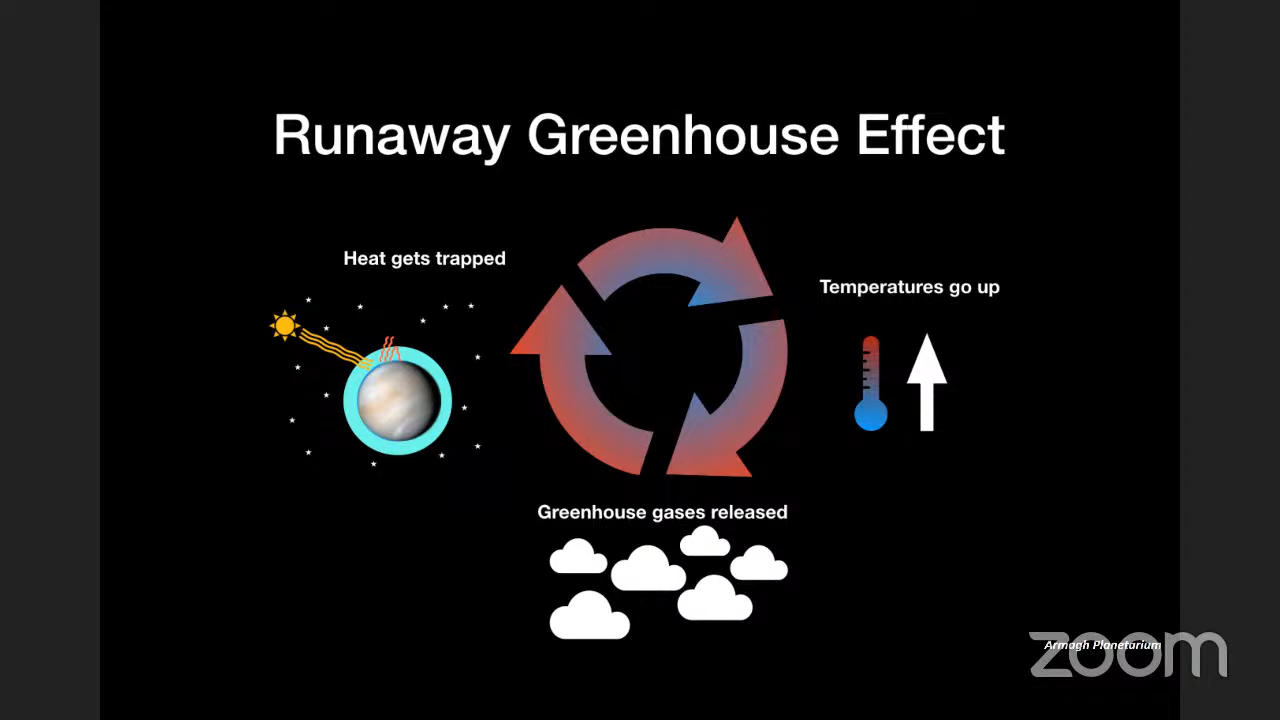 Runaway Greenhouse Effect
Heat gets trapped
Temperatures go up
Greenhouse gases released
Armagh Planetarium
zoom